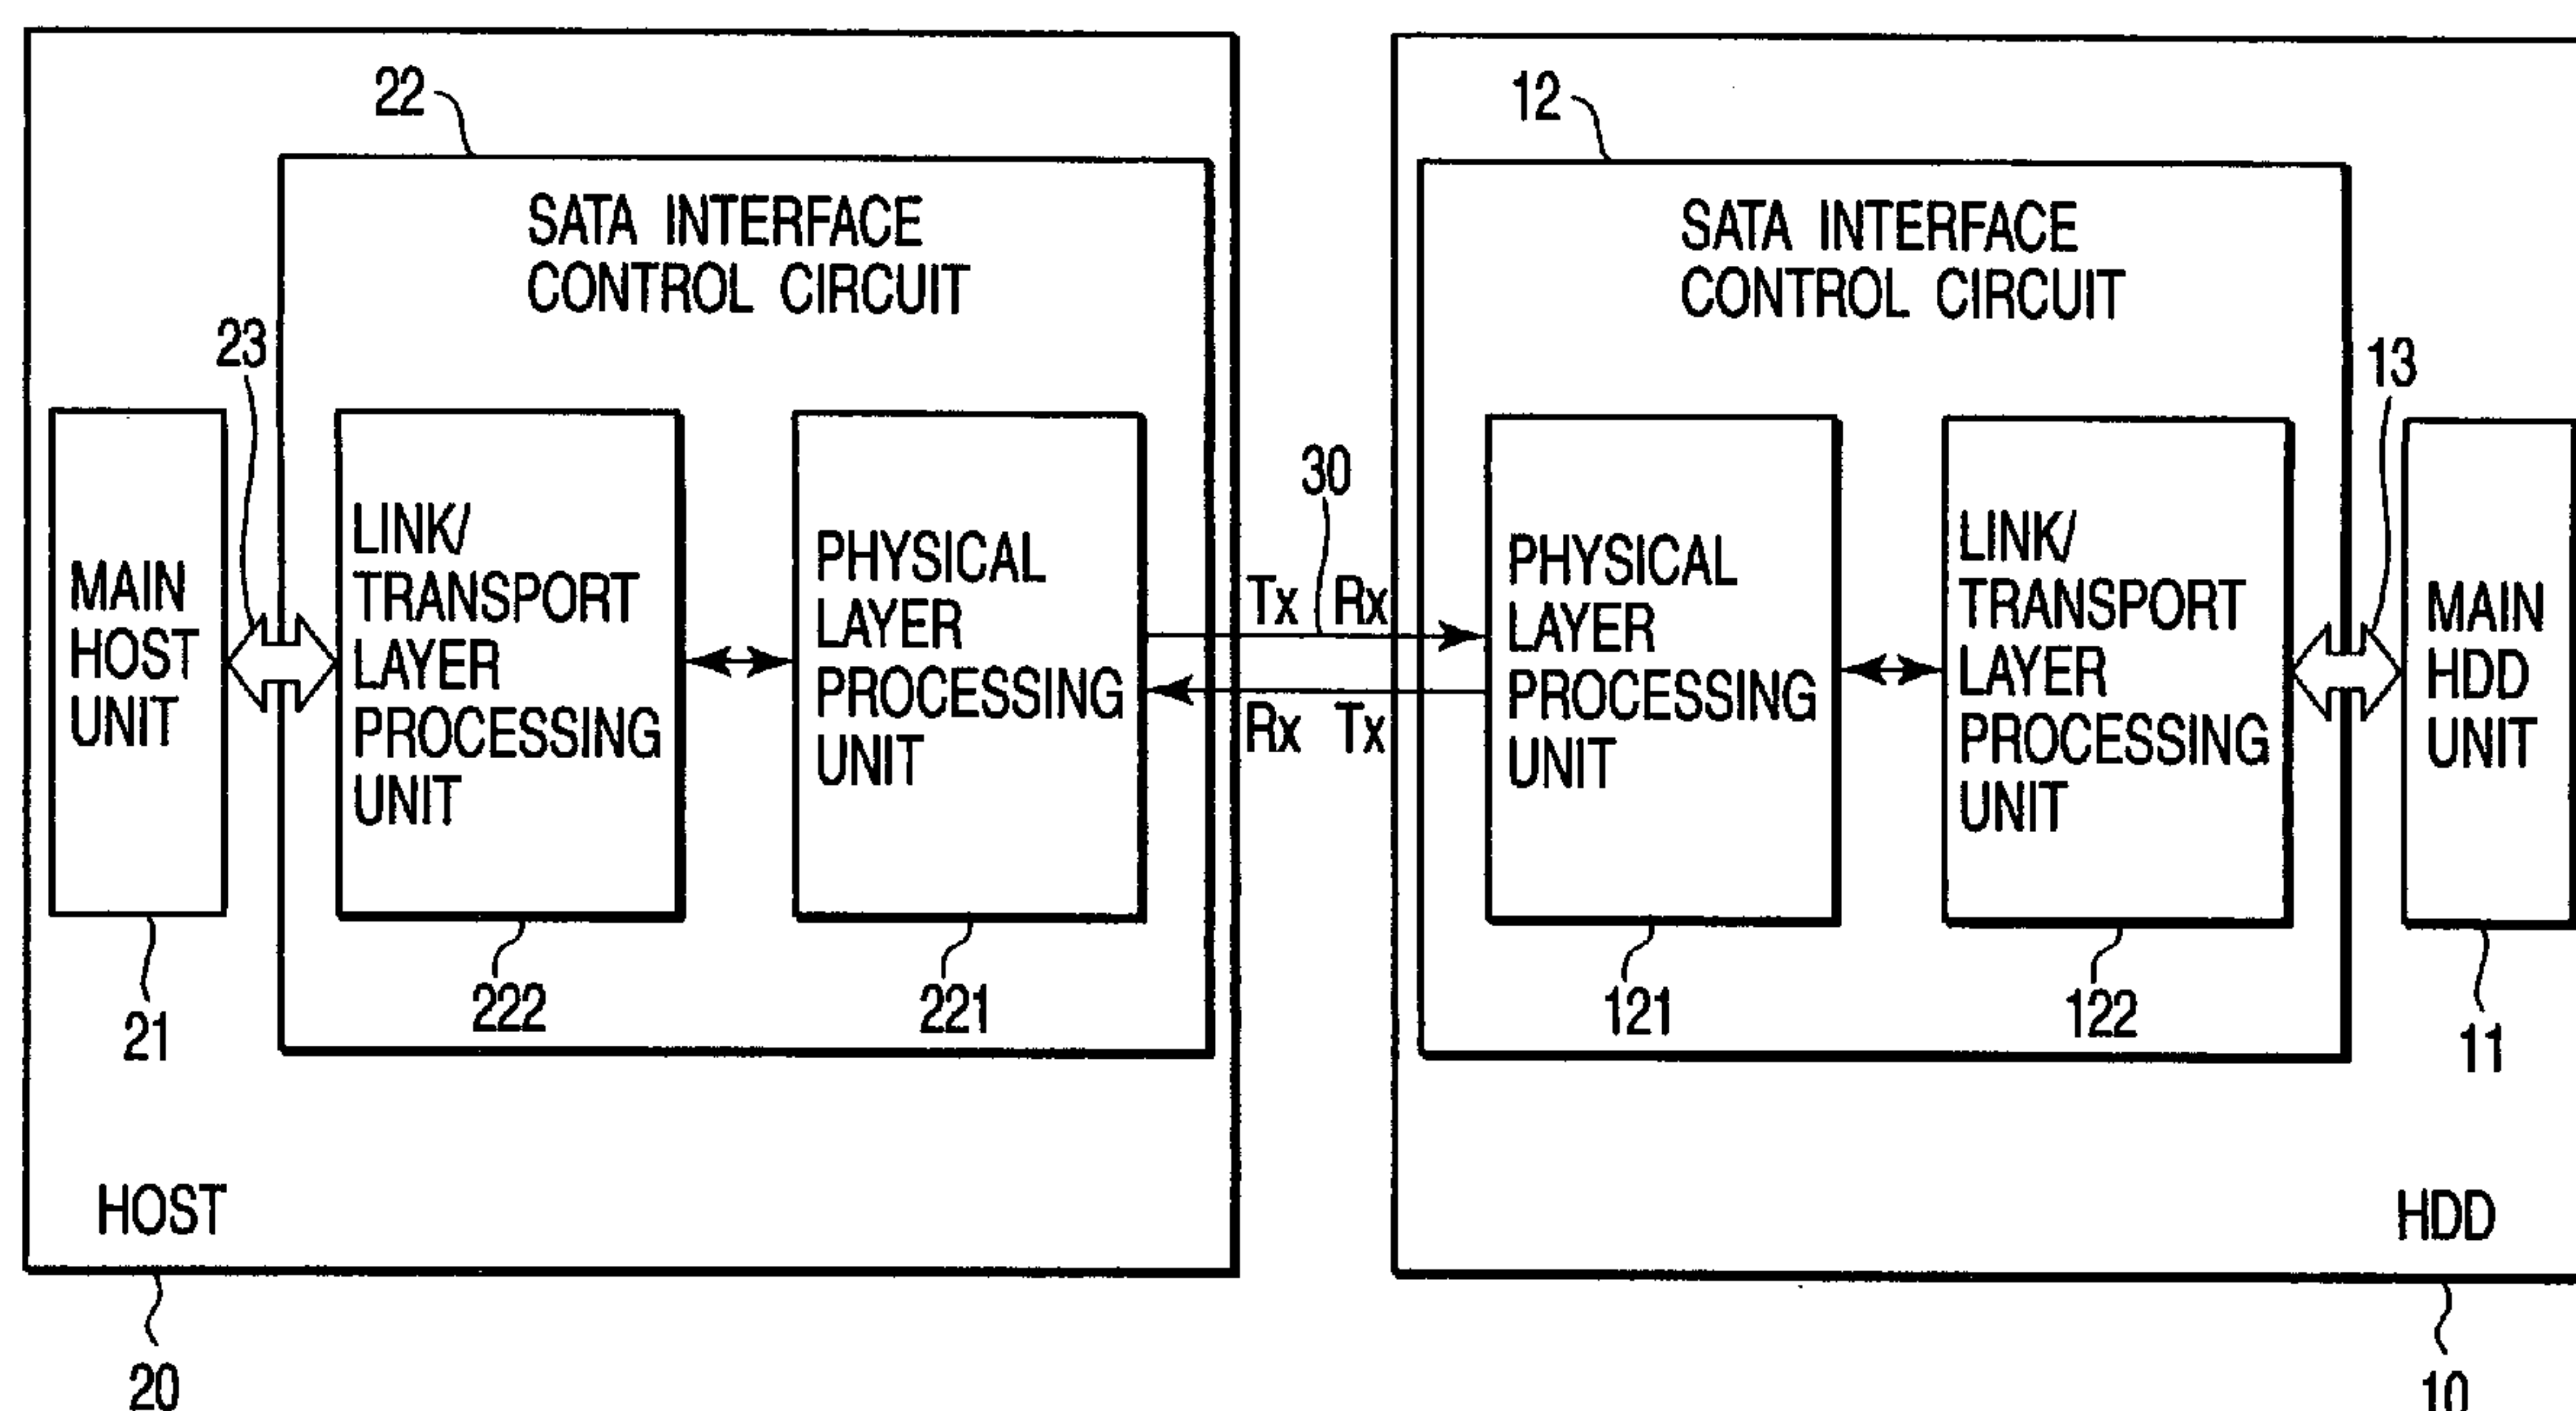 22
SATA INTERFACE
CONTROL CIRCUIT
23
MAIN
HOST
UNIT
LINK/
TRANSPORT
LAYER
PROCESSING
UNIT
PHYSICAL
LAYER
PROCESSING
UNIT
21
222
221
HOST
20
30
Tx Rx
Rx Tx
12
SATA INTERFACE
CONTROL CIRCUIT
13
PHYSICAL
LAYER
PROCESSING
UNIT
LINK/
TRANSPORT
LAYER
PROCESSING
UNIT
MAIN
HDD
UNIT
121
122
11
HDD
10